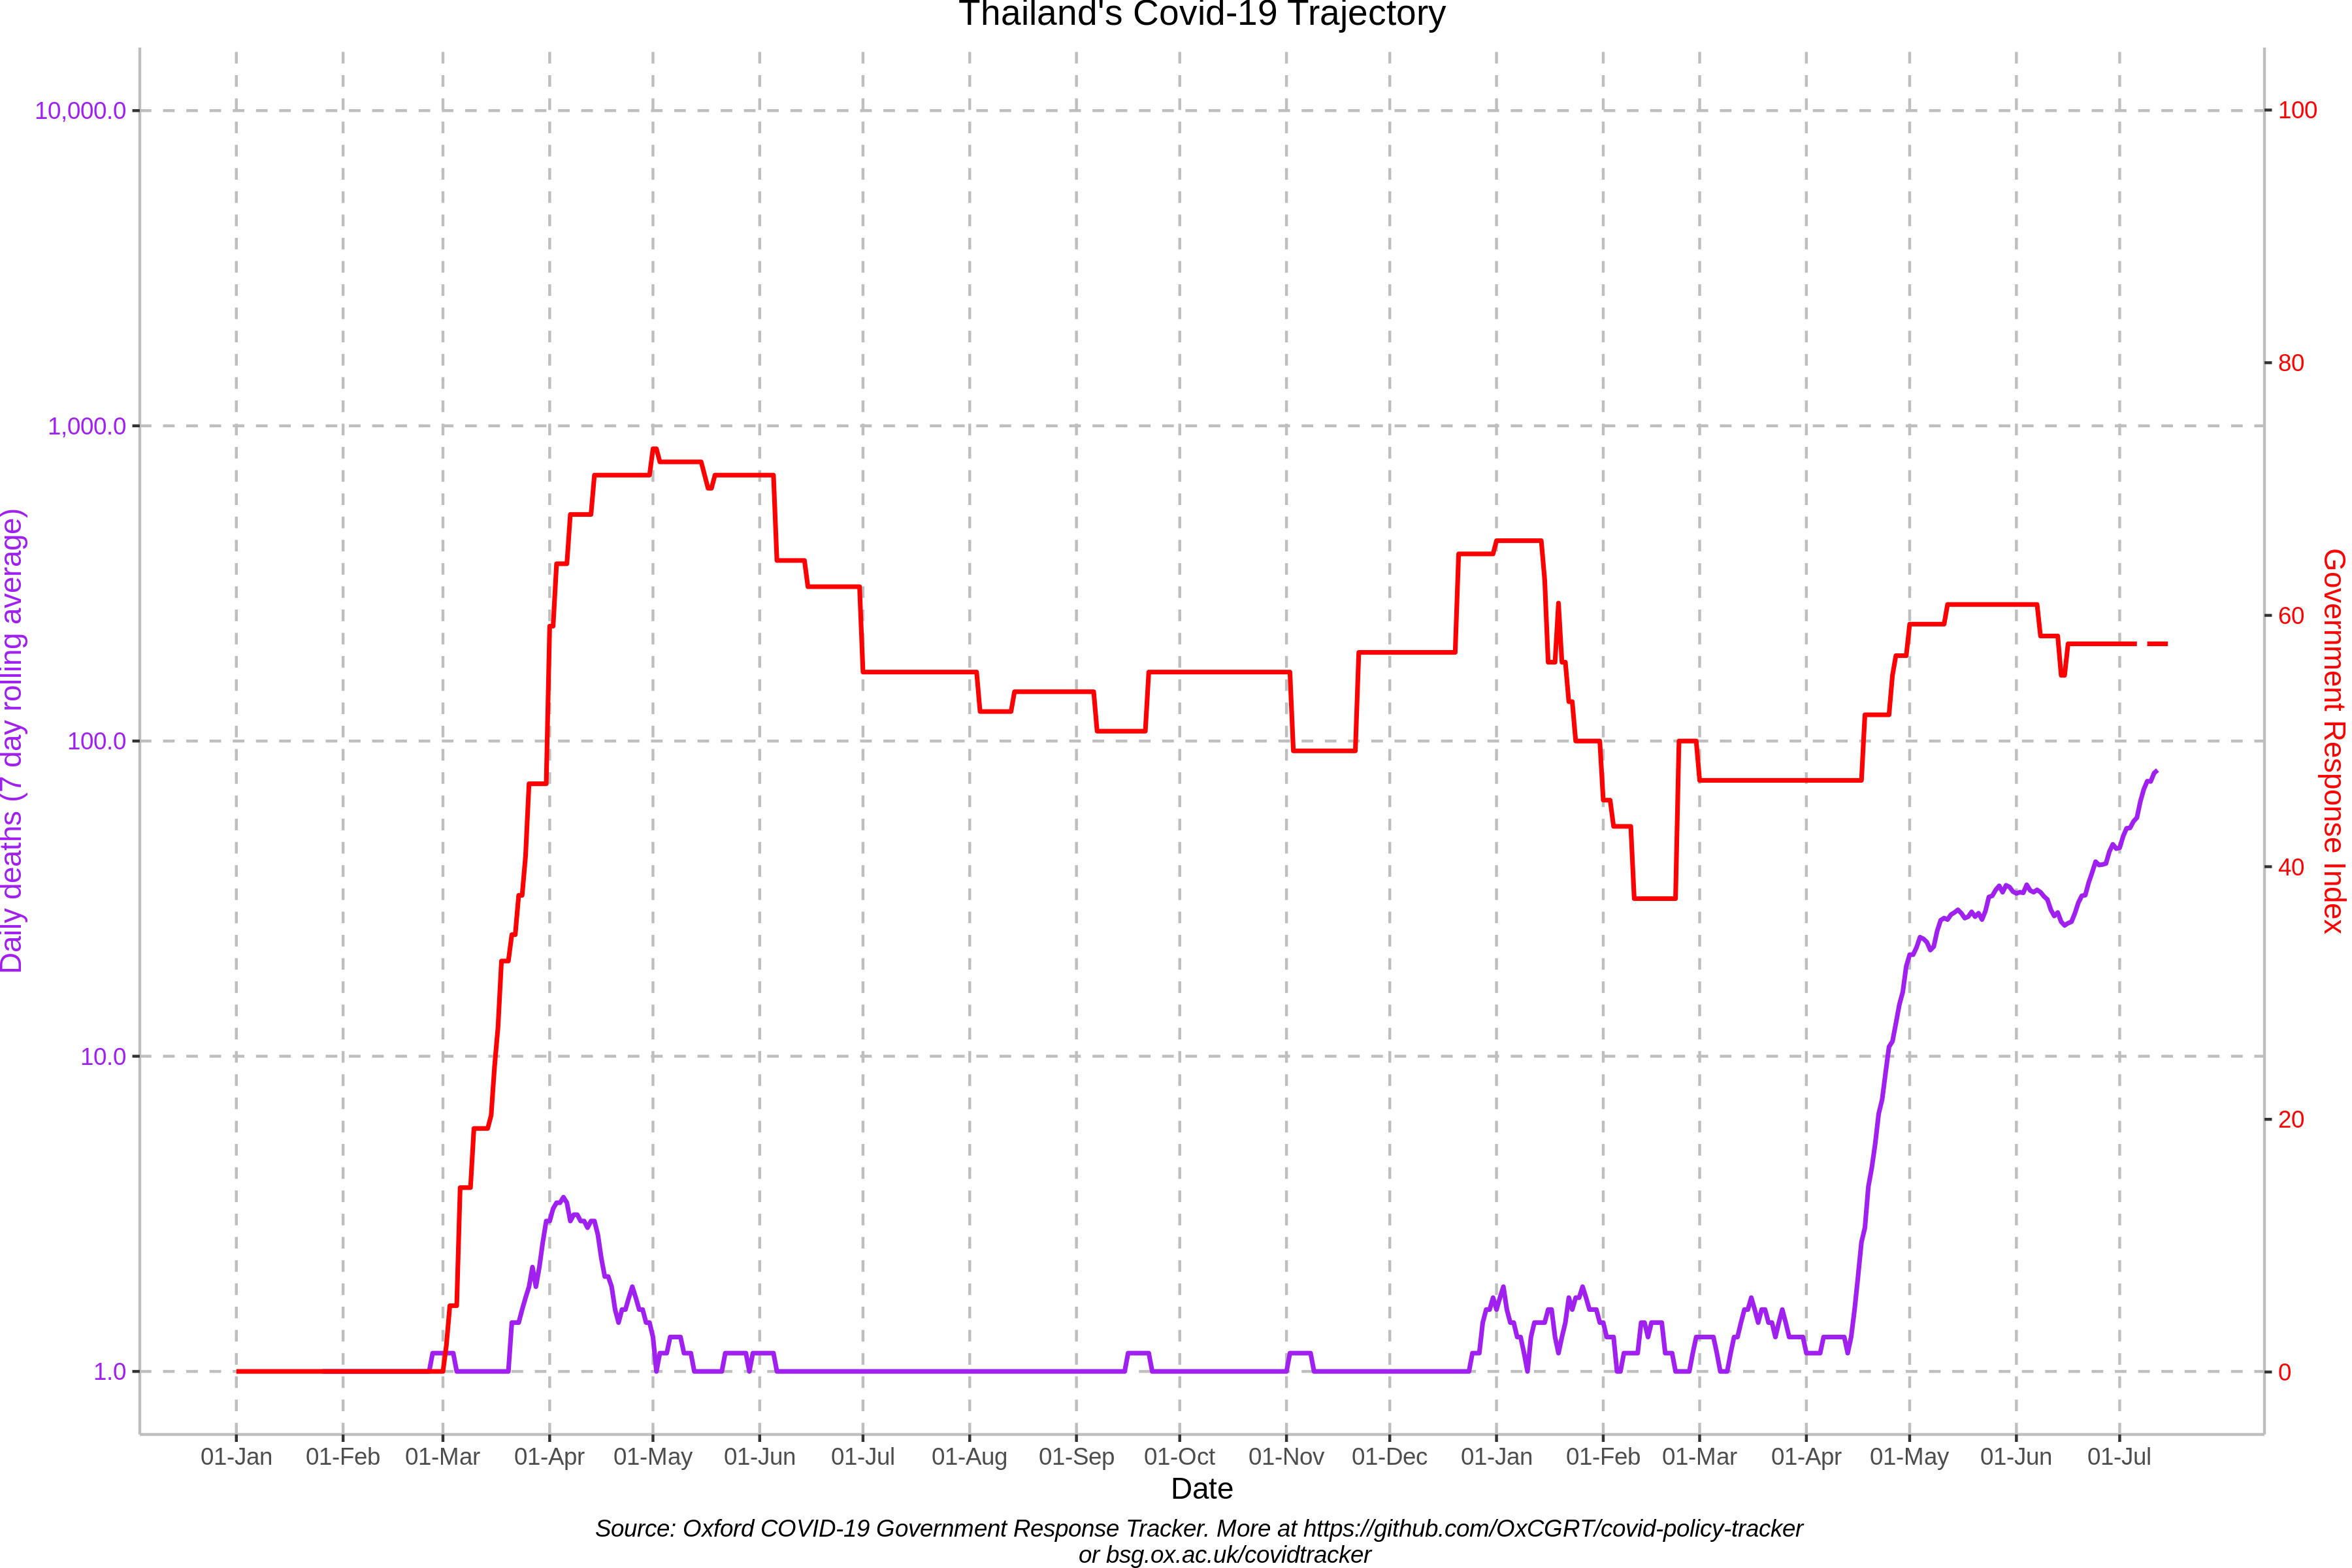 Thailand's Covid-19 Trajectory
10,000.0
1,000.0
100.0
10.0
1.0
Daily deaths (7 day rolling average)
100
80
60
40
20
0
Government Response Index
01-Jan 01-Feb 01-Mar 01-Apr 01-May 01-Jun 01-Jul 01-Aug 01-Sep 01-Oct 01-Nov 01-Dec 01-Jan 01-Feb 01-Mar 01-Apr 01-May 01-Jun 01-Jul
Date
Source: Oxford COVID-19 Government Response Tracker. More at https://github.com/OxCGRT/covid-policy-tracker
or bsg.ox.ac.uk/covidtracker